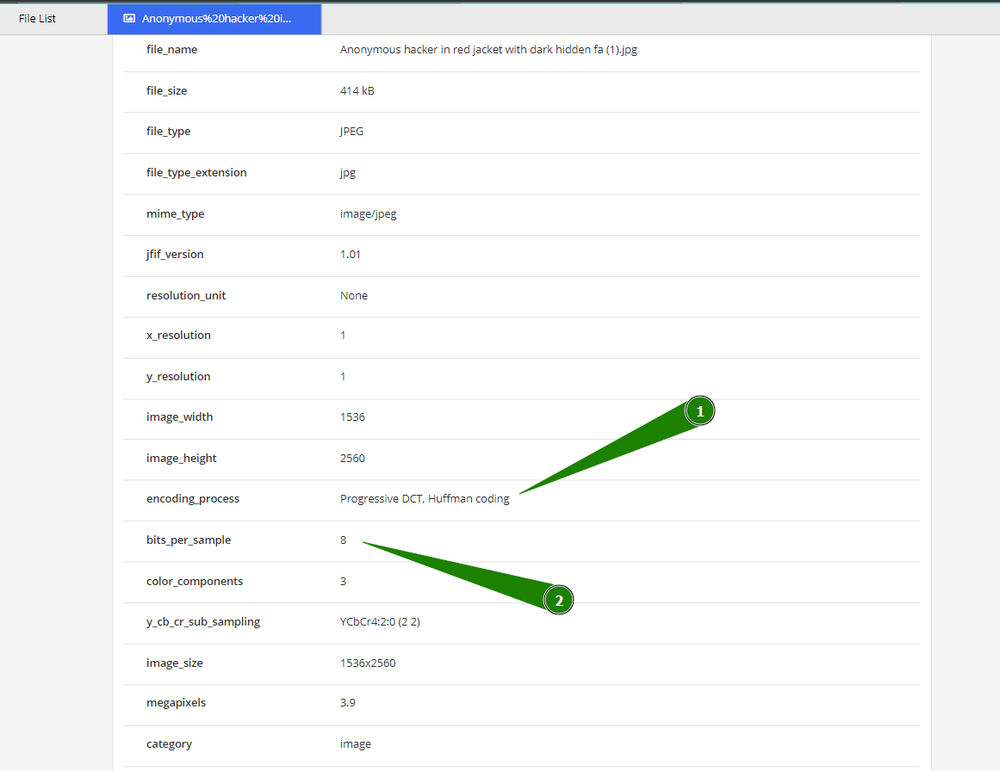 File List
Anonymous%20hacker%20i...
file_name Anonymous hacker in red jacket with dark hidden fa (1).jpg
file_size 414 kB
file_type JPEG
file_type_extension jpg
mime_type image/jpeg
jfif_version 1.01
resolution_unit None
x_resolution 1
y_resolution 1
image_width 1536
1
image_height 2560
encoding_process Progressive DCT, Huffman coding
bits_per_sample 8
color_components 3
2
y_cb_cr_sub_sampling YCbCr4:2:0 (2 2)
image_size 1536x2560
megapixels 3.9
category image